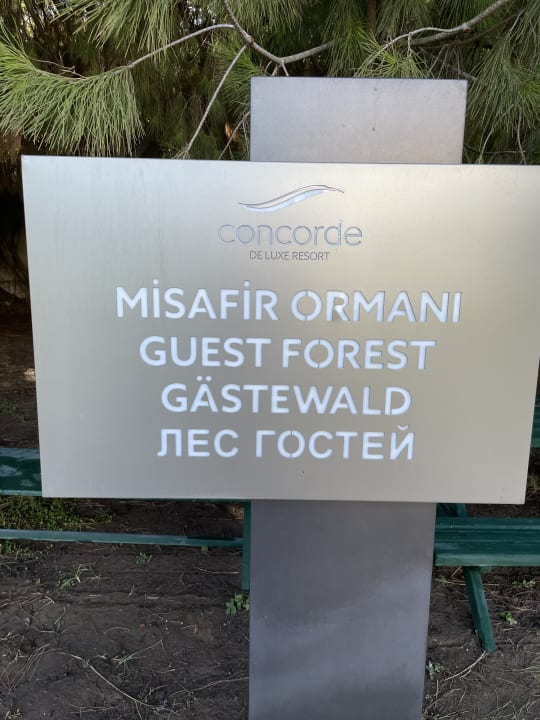 concorde
DE LUXE RESORT
MİSAFİR ORMANI
GUEST FOREST
GÄSTEWALD
ЛЕС ГОСТЕЙ